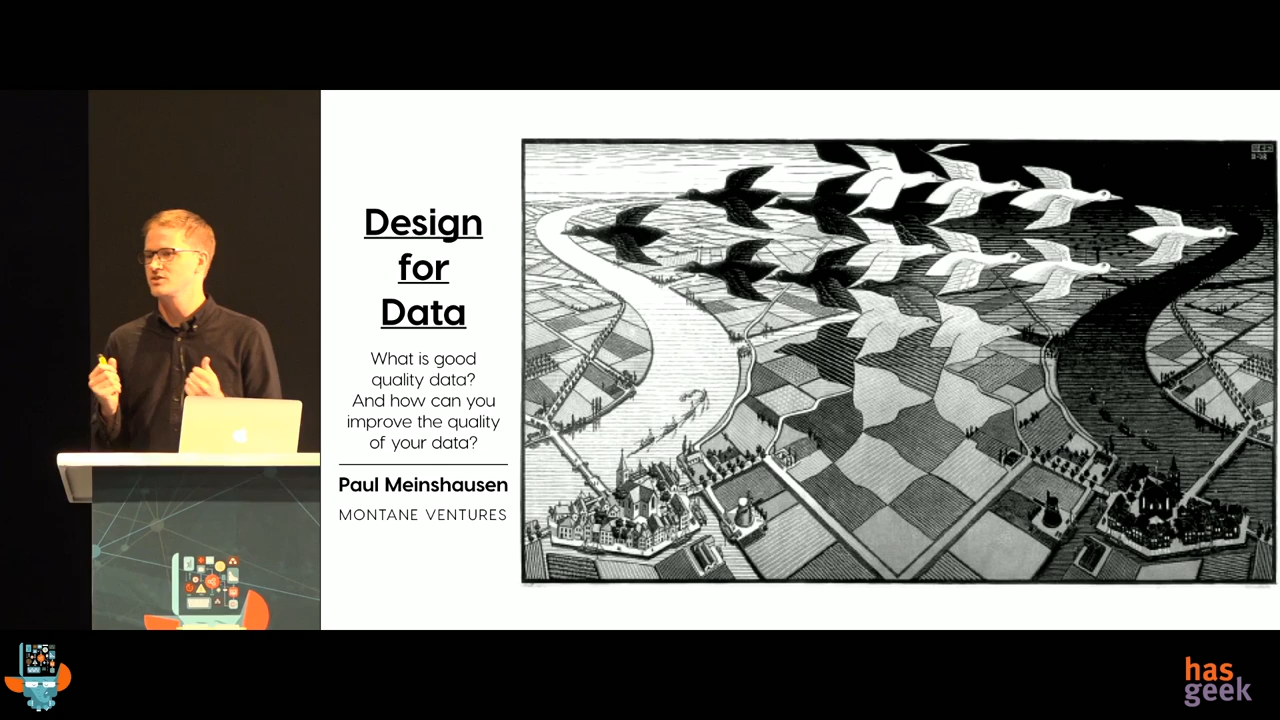 Design
for
Data
What is good
quality data?
And how can you
improve the quality
of your data?
Paul Meinshausen
MONTANE VENTURES
has
geek